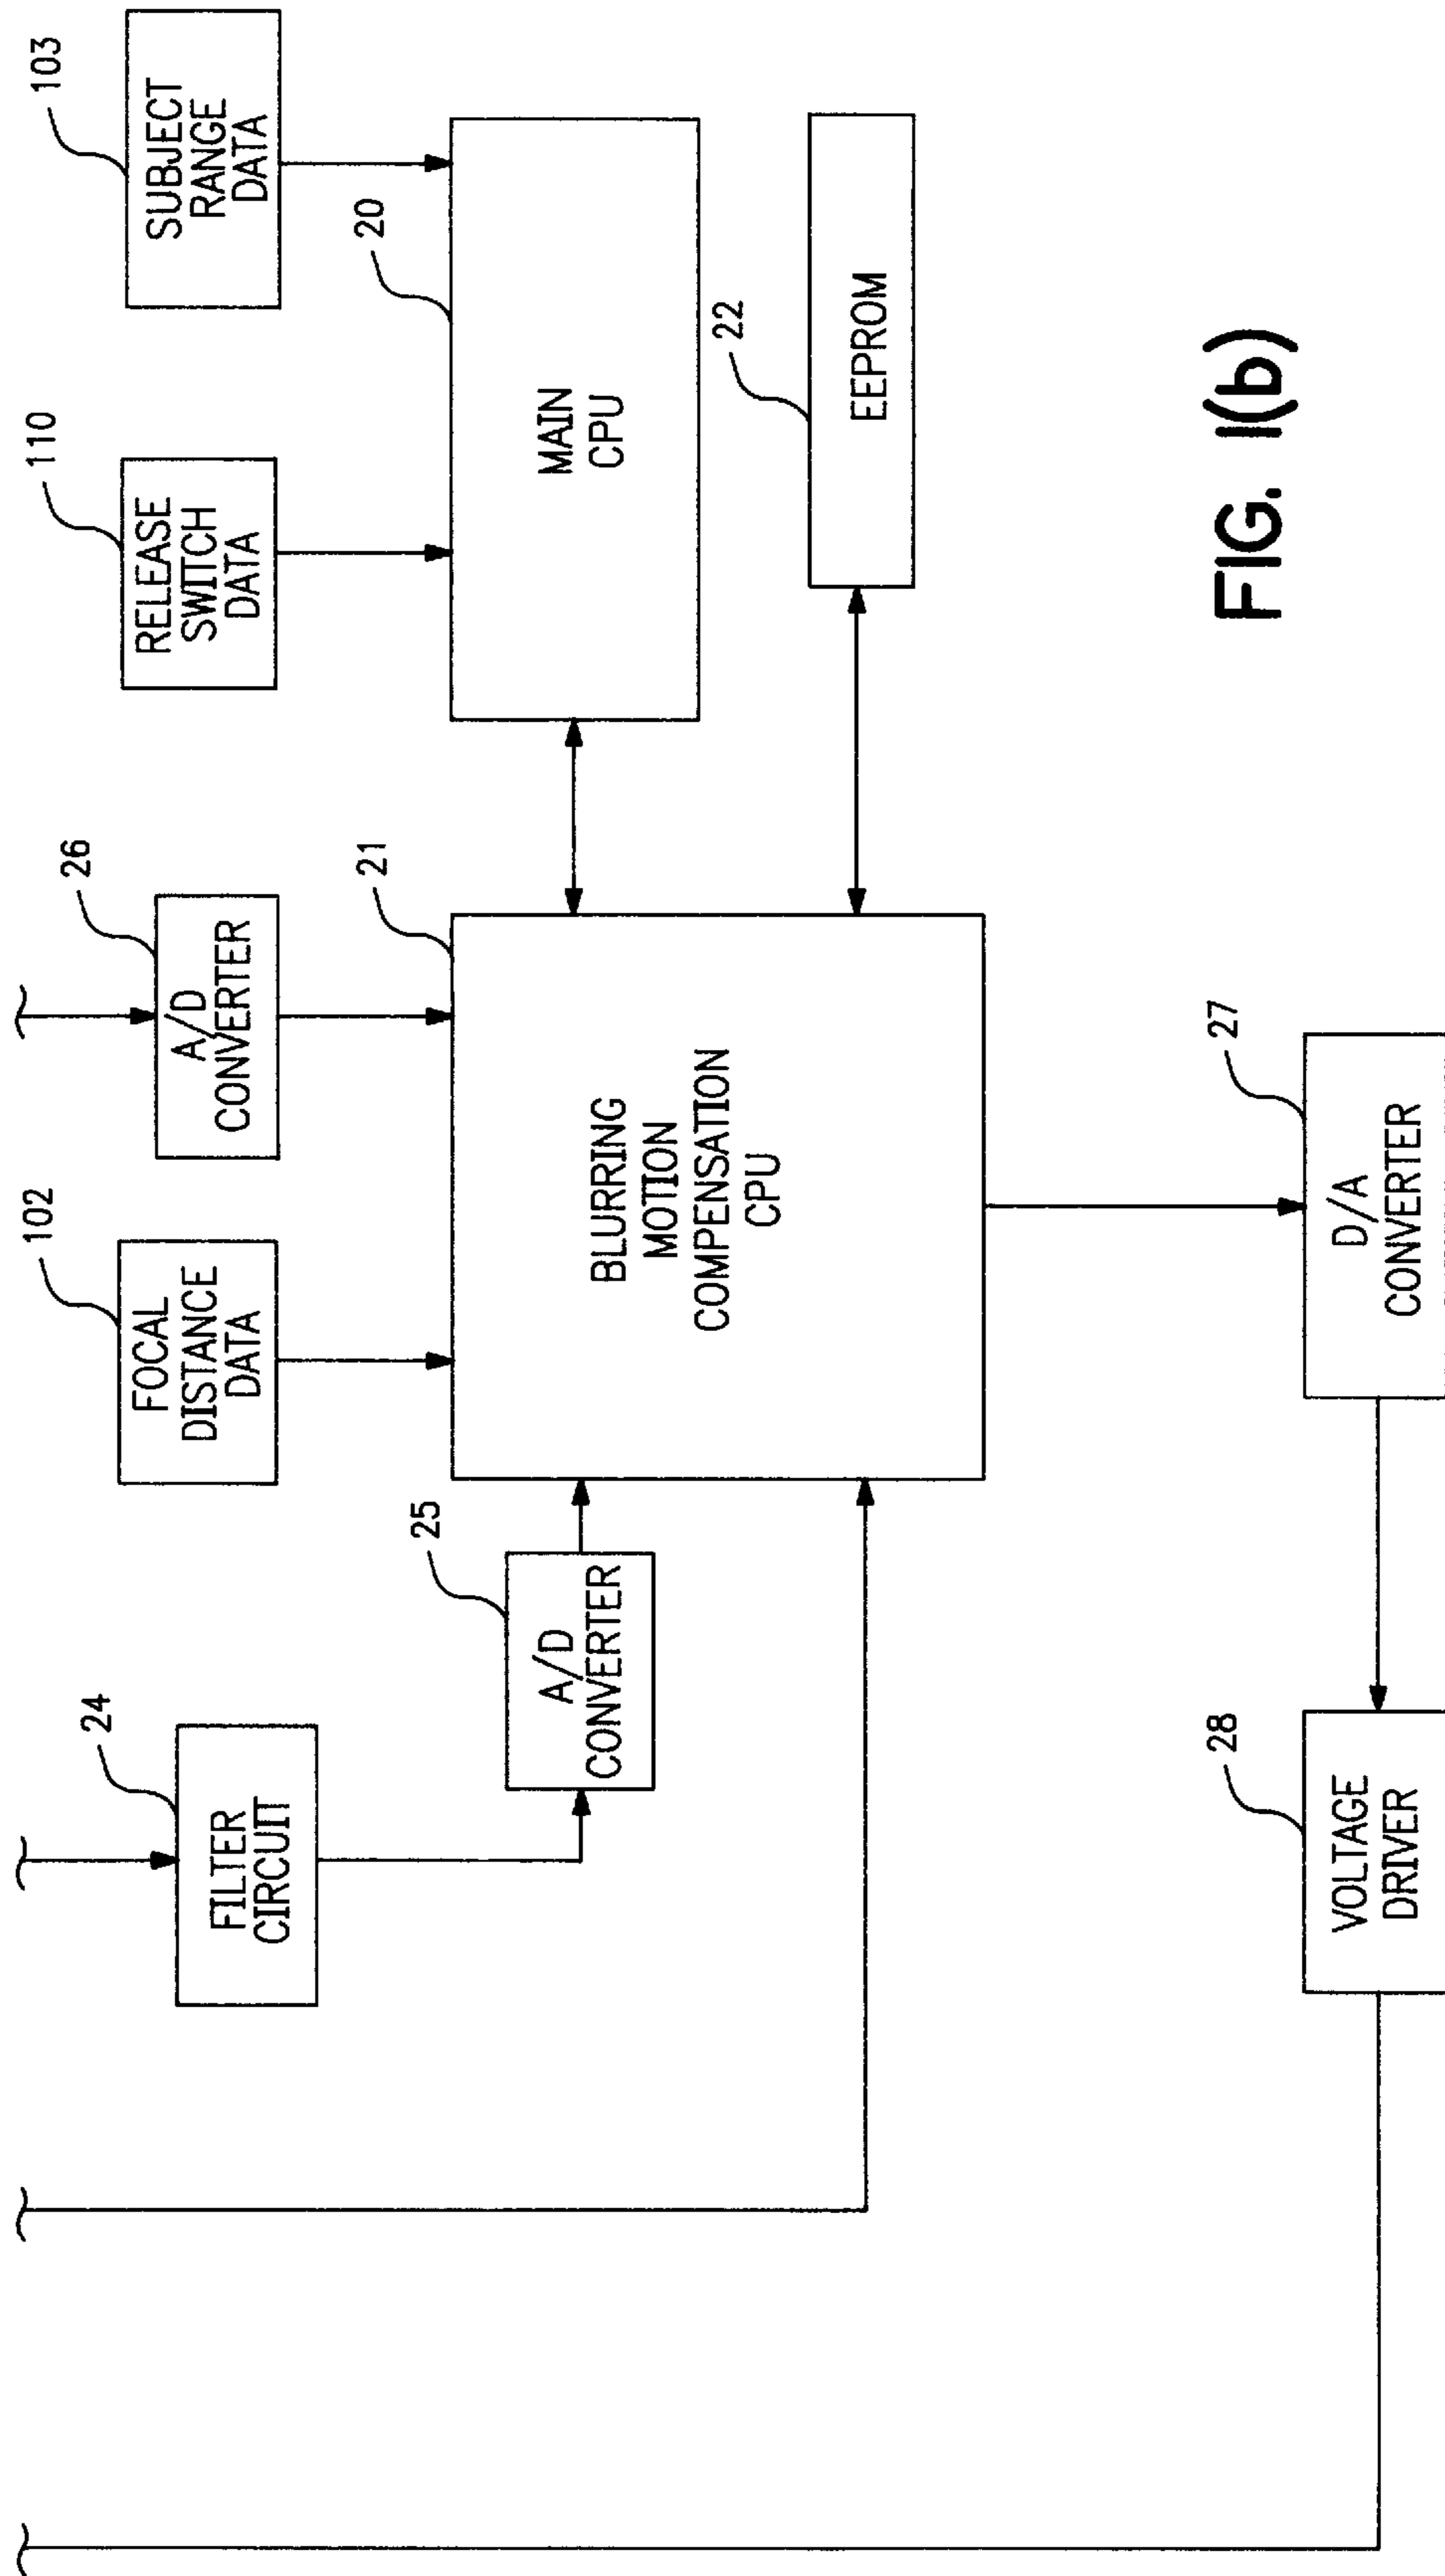 24
FILTER
CIRCUIT
25
A/D
CONVERTER
102
FOCAL
DISTANCE
DATA
26
A/D
CONVERTER
110
RELEASE
SWITCH
DATA
103
SUBJECT
RANGE
DATA
21
BLURRING
MOTION
COMPENSATION
CPU
20
MAIN
CPU
22
EEPROM
28
VOLTAGE
DRIVER
27
D/A
CONVERTER
FIG. 1(b)